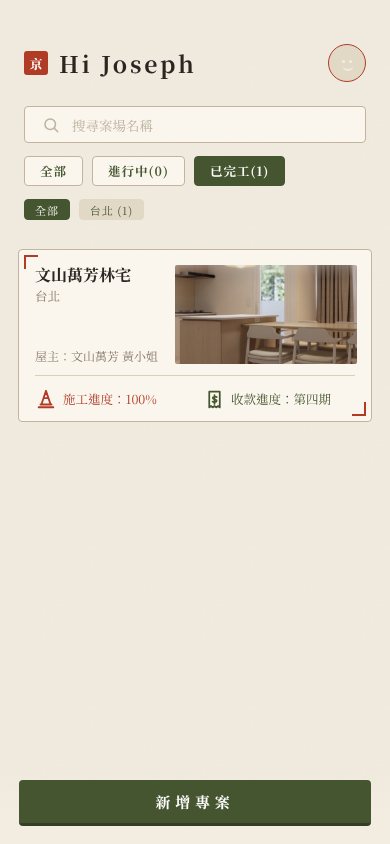 京 Hi Joseph
搜尋案場名稱
全部 進行中(0) 已完工(1)
全部 台北 (1)
文山萬芳林宅
台北
屋主：文山萬芳 黃小姐
施工進度：100% 收款進度：第四期
新增專案